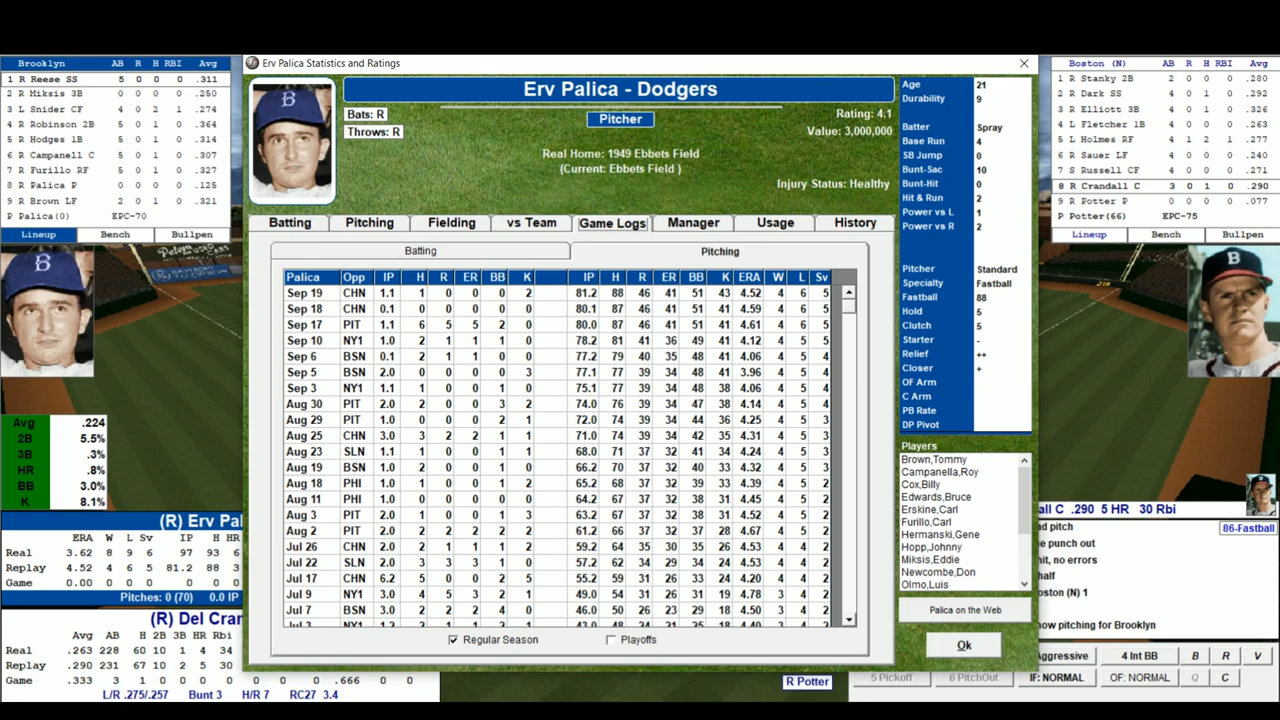 Erv Palica Statistics and Ratings
Brooklyn AB R H RBI Avg
1 R Reese SS 5 0 0 0 .311
2 R Miksis 3B 0 0 0 0 .250
3 L Snider CF 4 0 2 1 .274
4 R Robinson 2B 5 0 0 0 .364
5 R Hodges 1B 5 0 1 0 .314
6 R Campanell C 5 0 0 0 .307
7 R Furillo RF 5 0 1 0 .327
8 R Palica P 0 0 0 0 .125
9 R Brown LF 2 0 1 0 .321
P Palica(0) EPC-70
Lineup Bench Bullpen
Erv Palica - Dodgers
Bats: R
Throws: R
Pitcher
Rating: 4.1
Value: 3,000,000
Real Home: 1949 Ebbets Field
(Current: Ebbets Field )
Injury Status: Healthy
Batting Pitching Fielding vs Team Game Logs Manager Usage History
Batting Pitching
Palica Opp IP H R ER BB K IP H R ER BB K ERA W L Sv
Sep 19 CHN 1.1 1 0 0 0 2 81.2 88 46 41 51 43 4.52 4 6 5
Sep 18 CHN 0.1 0 0 0 0 0 80.1 87 46 41 51 41 4.59 4 6 5
Sep 17 PIT 1.1 6 5 5 2 0 80.0 87 46 41 51 41 4.61 4 6 5
Sep 10 NY1 1.0 2 1 1 1 0 78.2 81 41 36 49 41 4.12 4 5 5
Sep 6 BSN 0.1 2 1 1 0 0 77.2 79 40 35 48 41 4.06 4 5 4
Sep 5 BSN 2.0 0 0 0 0 3 77.1 77 39 34 48 41 3.96 4 5 4
Sep 3 NY1 1.1 1 0 0 1 0 75.1 77 39 34 48 38 4.06 4 5 4
Aug 30 PIT 2.0 2 0 0 3 2 74.0 76 39 34 47 38 4.14 4 5 4
Aug 29 PIT 1.0 0 0 0 2 1 72.0 74 39 34 44 36 4.25 4 5 3
Aug 25 CHN 3.0 3 2 2 1 1 71.0 74 39 34 42 35 4.31 4 5 3
Aug 23 SLN 1.1 1 0 0 1 1 68.0 71 37 32 41 34 4.24 4 5 3
Aug 19 BSN 1.0 2 0 0 1 0 66.2 70 37 32 40 33 4.32 4 5 3
Aug 18 PHI 1.0 1 0 0 1 2 65.2 68 37 32 39 33 4.39 4 5 2
Aug 11 PHI 1.0 0 0 0 0 0 64.2 67 37 32 38 31 4.45 4 5 2
Aug 3 PIT 2.0 1 0 0 1 3 63.2 67 37 32 38 31 4.52 4 5 2
Aug 2 PIT 1.0 2 2 2 2 2 61.2 66 37 32 37 28 4.67 4 5 2
Jul 26 CHN 2.0 2 1 1 1 2 59.2 64 35 30 35 26 4.53 4 4 2
Jul 22 SLN 2.0 3 3 3 1 0 57.2 62 34 29 34 24 4.53 4 4 2
Jul 17 CHN 6.2 5 0 0 2 5 55.2 59 31 26 33 24 4.20 4 4 2
Jul 9 NY1 3.0 4 5 3 2 1 49.0 54 31 26 31 19 4.78 3 4 2
Jul 7 BSN 3.0 2 2 2 4 0 46.0 50 26 23 29 18 4.50 3 4 2
Regular Season Playoffs
Age 21
Durability 9
Batter Spray
Base Run 4
SB Jump 0
Bunt-Sac 10
Bunt-Hit 0
Hit & Run 2
Power vs L 1
Power vs R 2
Pitcher Standard
Specialty Fastball
Fastball 88
Hold 5
Clutch 5
Starter -
Relief ++
Closer +
OF Arm
C Arm
PB Rate
DP Pivot
Players
Brown,Tommy
Campanella,Roy
Cox,Billy
Edwards,Bruce
Erskine,Carl
Furillo,Carl
Hermanski,Gene
Hopp,Johnny
Miksis,Eddie
Newcombe,Don
Olmo,Luis
Palica on the Web
Ok
Boston (N) AB R H RBI Avg
1 R Stanky 2B 2 0 0 0 .280
2 R Dark SS 4 0 1 0 .292
3 R Elliott 3B 4 0 1 0 .326
4 L Fletcher 1B 4 0 0 0 .263
5 L Holmes RF 4 1 2 1 .277
6 R Sauer LF 4 0 0 0 .240
7 S Russell CF 4 0 0 0 .271
8 R Crandall C 3 0 1 0 .290
9 R Potter P 3 0 0 0 .077
P Potter(66) EPC-75
Lineup Bench Bullpen
Avg .224
2B 5.5%
3B .3%
HR .8%
BB 3.0%
K 8.1%
(R) Erv Pal
ERA W L Sv IP H HR
Real 3.62 8 9 6 97 93 6
Replay 4.52 4 6 5 81.2 88 3
Game 0.00 0 0 0
Pitches: 0 (70) 0.0 IP
(R) Del Cran
Avg AB H 2B 3B HR Rbi
Real .263 228 60 10 1 4 34
Replay .290 231 67 10 2 5 30
Game .333 3 1 0 0 0 0 .666 0 0
L/R .275/.257 Bunt 3 H/R 7 RC27 3.4
R Potter
all C .290 5 HR 30 Rbi
86-Fastball
ad pitch
ne punch out
hit, no errors
half
oston (N) 1
now pitching for Brooklyn
Aggressive 4 Int BB B R V
5 Pickoff 6 PitchOut IF: NORMAL OF: NORMAL Q C